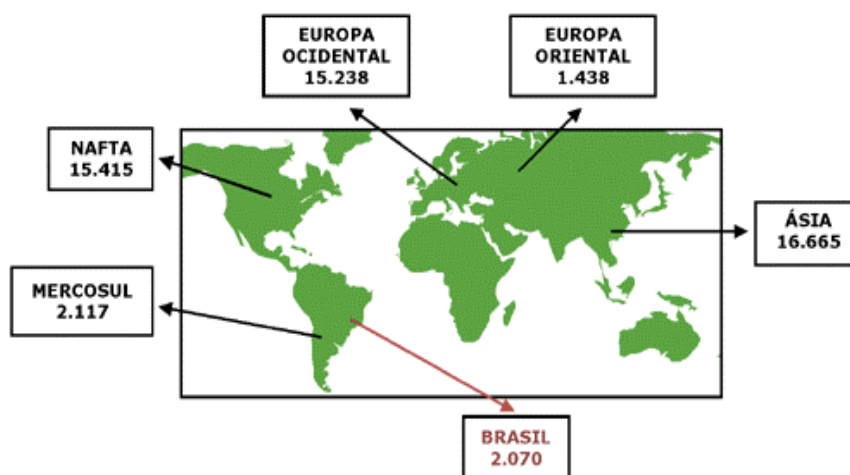 EUROPA
OCIDENTAL
15.238
EUROPA
ORIENTAL
1.438
NAFTA
15.415
ÁSIA
16.665
MERCOSUL
2.117
BRASIL
2.070